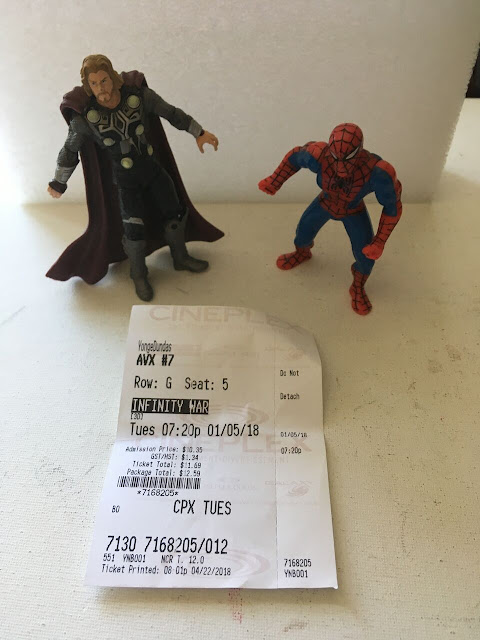 CINEPLEX
YongeDundas
AVX #7
Row: G Seat: 5
INFINITY WAR
[3D]
Tues 07:20p 01/05/18
Admission Price: $10.35
GST/HST: $1.34
Ticket Total: $11.69
Package Total: $12.59
*7168205*
BO CPX TUES
7130 7168205/012
551 YNB001 NCR T. 12.0
Ticket Printed: 08:01p 04/22/2018
Do Not
Detach
01/05/18
07:20p
7168205
YNB001
CINEPLEX